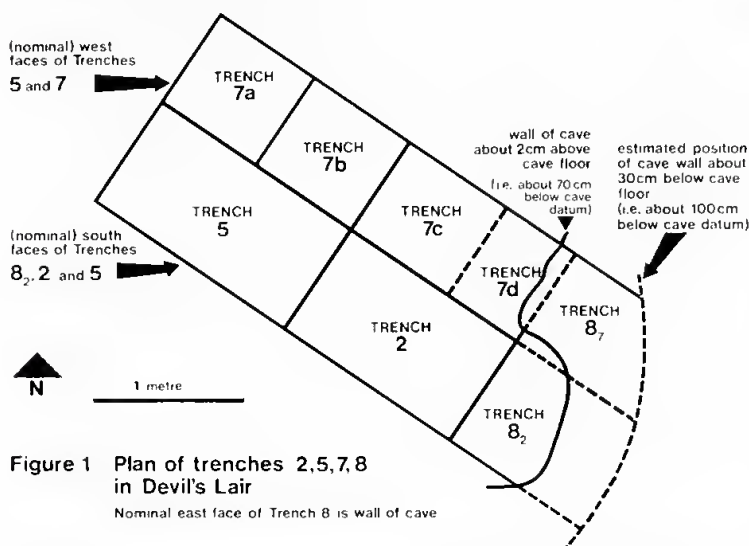 (nominal) west
faces of Trenches
5 and 7
TRENCH
7a
TRENCH
7b
TRENCH
7c
TRENCH
7d
TRENCH
8₇
TRENCH
5
TRENCH
2
TRENCH
8₂
wall of cave
about 2cm above
cave floor
(i.e. about 70cm
below cave
datum)
estimated position
of cave wall about
30cm below cave
floor
(i.e. about 100cm
below cave datum)
(nominal) south
faces of Trenches
8₂, 2 and 5
N
1 metre
Figure 1 Plan of trenches 2,5,7,8
in Devil's Lair
Nominal east face of Trench 8 is wall of cave